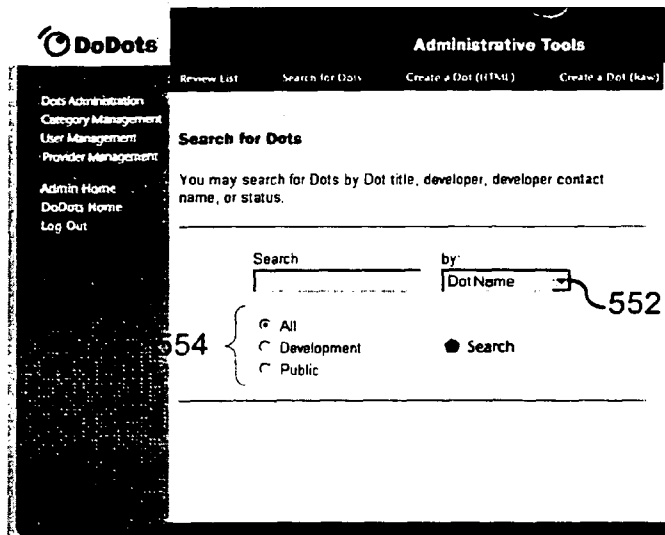 DoDots
Administrative Tools
Review List Search for Dots Create a Dot (HTML) Create a Dot (Raw)
Dots Administration
Category Management
User Management
Provider Management
Admin Home
DoDots Home
Log Out
Search for Dots
You may search for Dots by Dot title, developer, developer contact
name, or status.
Search by:
Dot Name
552
554
All
Development
Public
Search